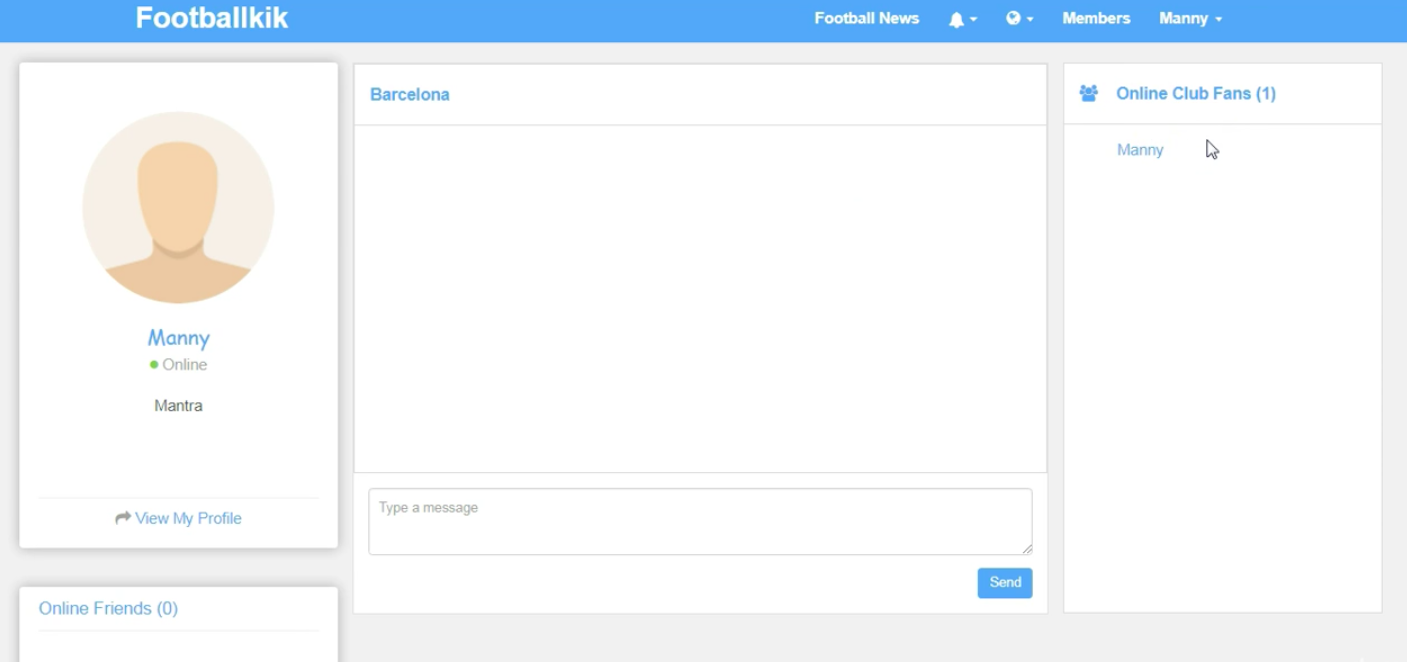 Footballkik
Football News
Members
Manny
Manny
Online
Mantra
View My Profile
Online Friends (0)
Barcelona
Type a message
Send
Online Club Fans (1)
Manny